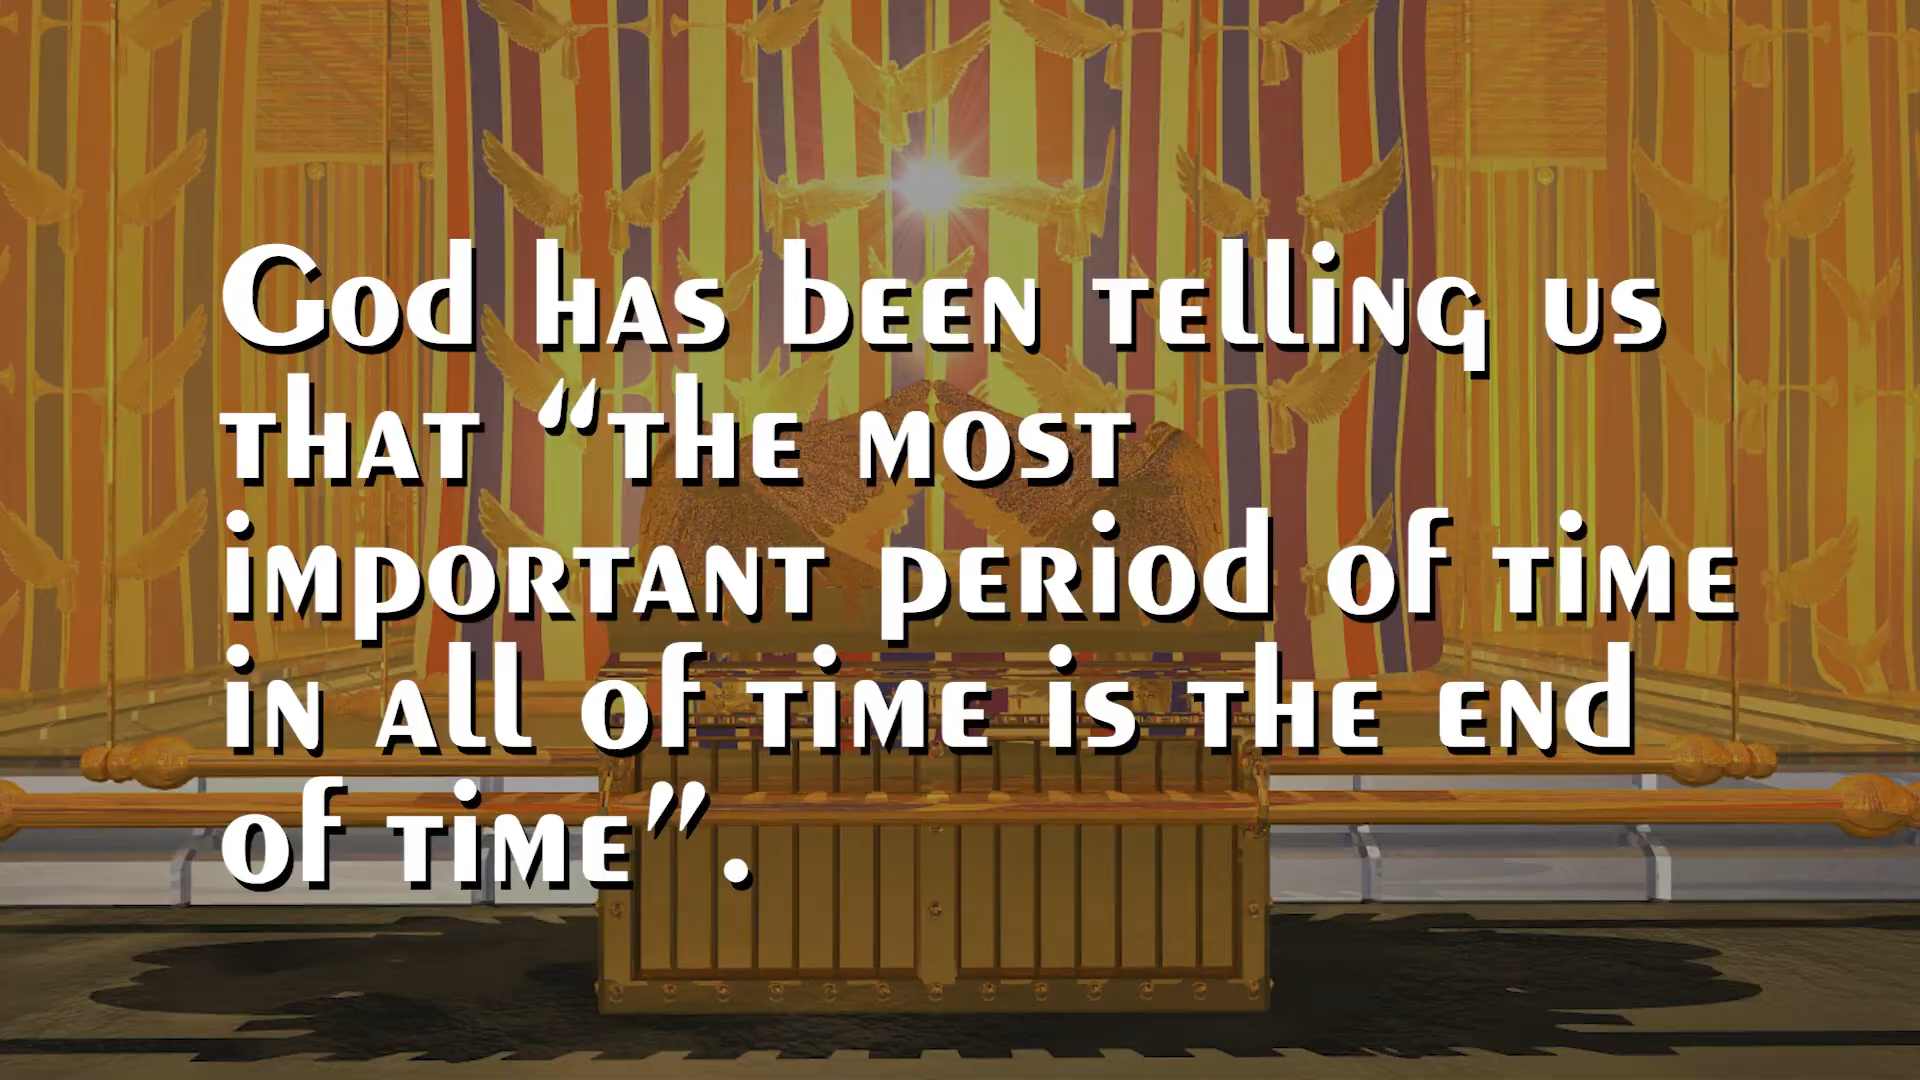 God has been telling us
that “the most
important period of time
in all of time is the end
of time”.